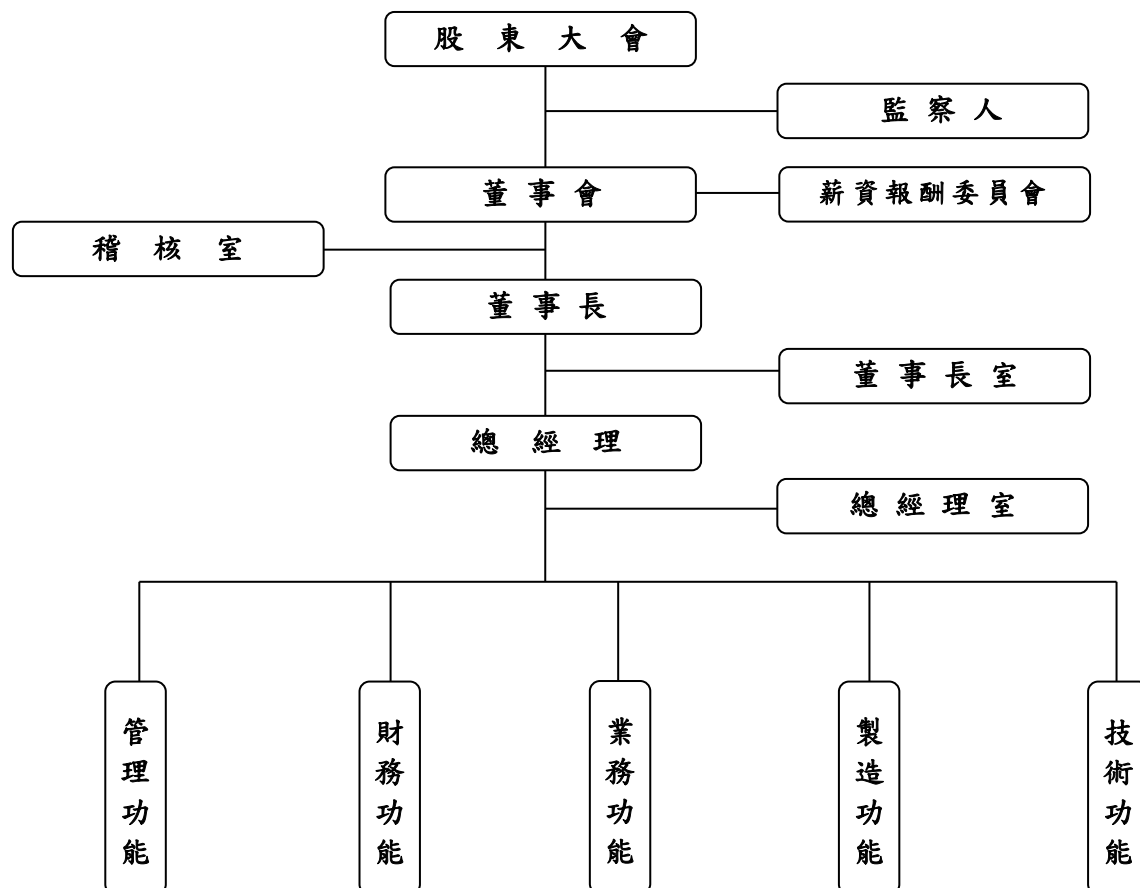 股東大會
監察人
董事會
薪資報酬委員會
稽核室
董事長
董事長室
總經理
總經理室
管理功能
財務功能
業務功能
製造功能
技術功能